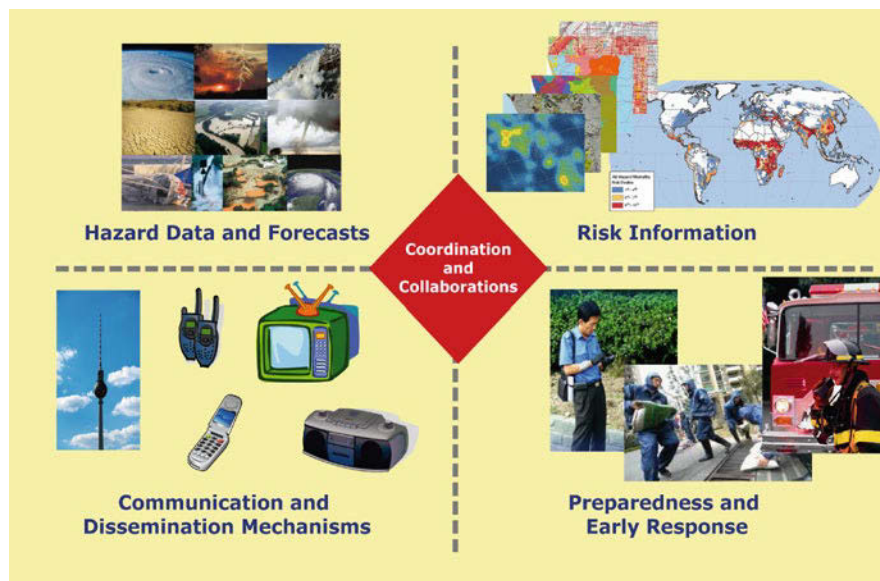 Hazard Data and Forecasts
Risk Information
Coordination
and
Collaborations
Communication and
Dissemination Mechanisms
Preparedness and
Early Response